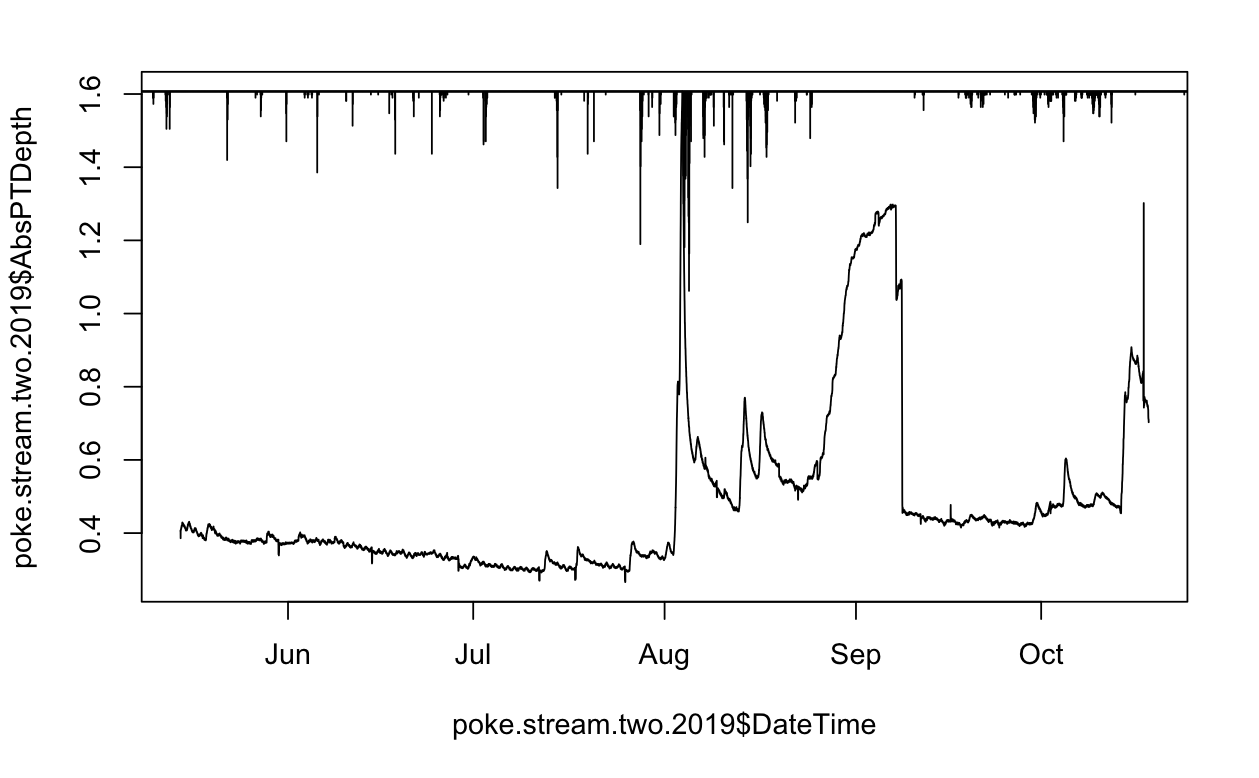 poke.stream.two.2019$AbsPTDepth
1.6
1.4
1.2
1.0
0.8
0.6
0.4
Jun Jul Aug Sep Oct
poke.stream.two.2019$DateTime